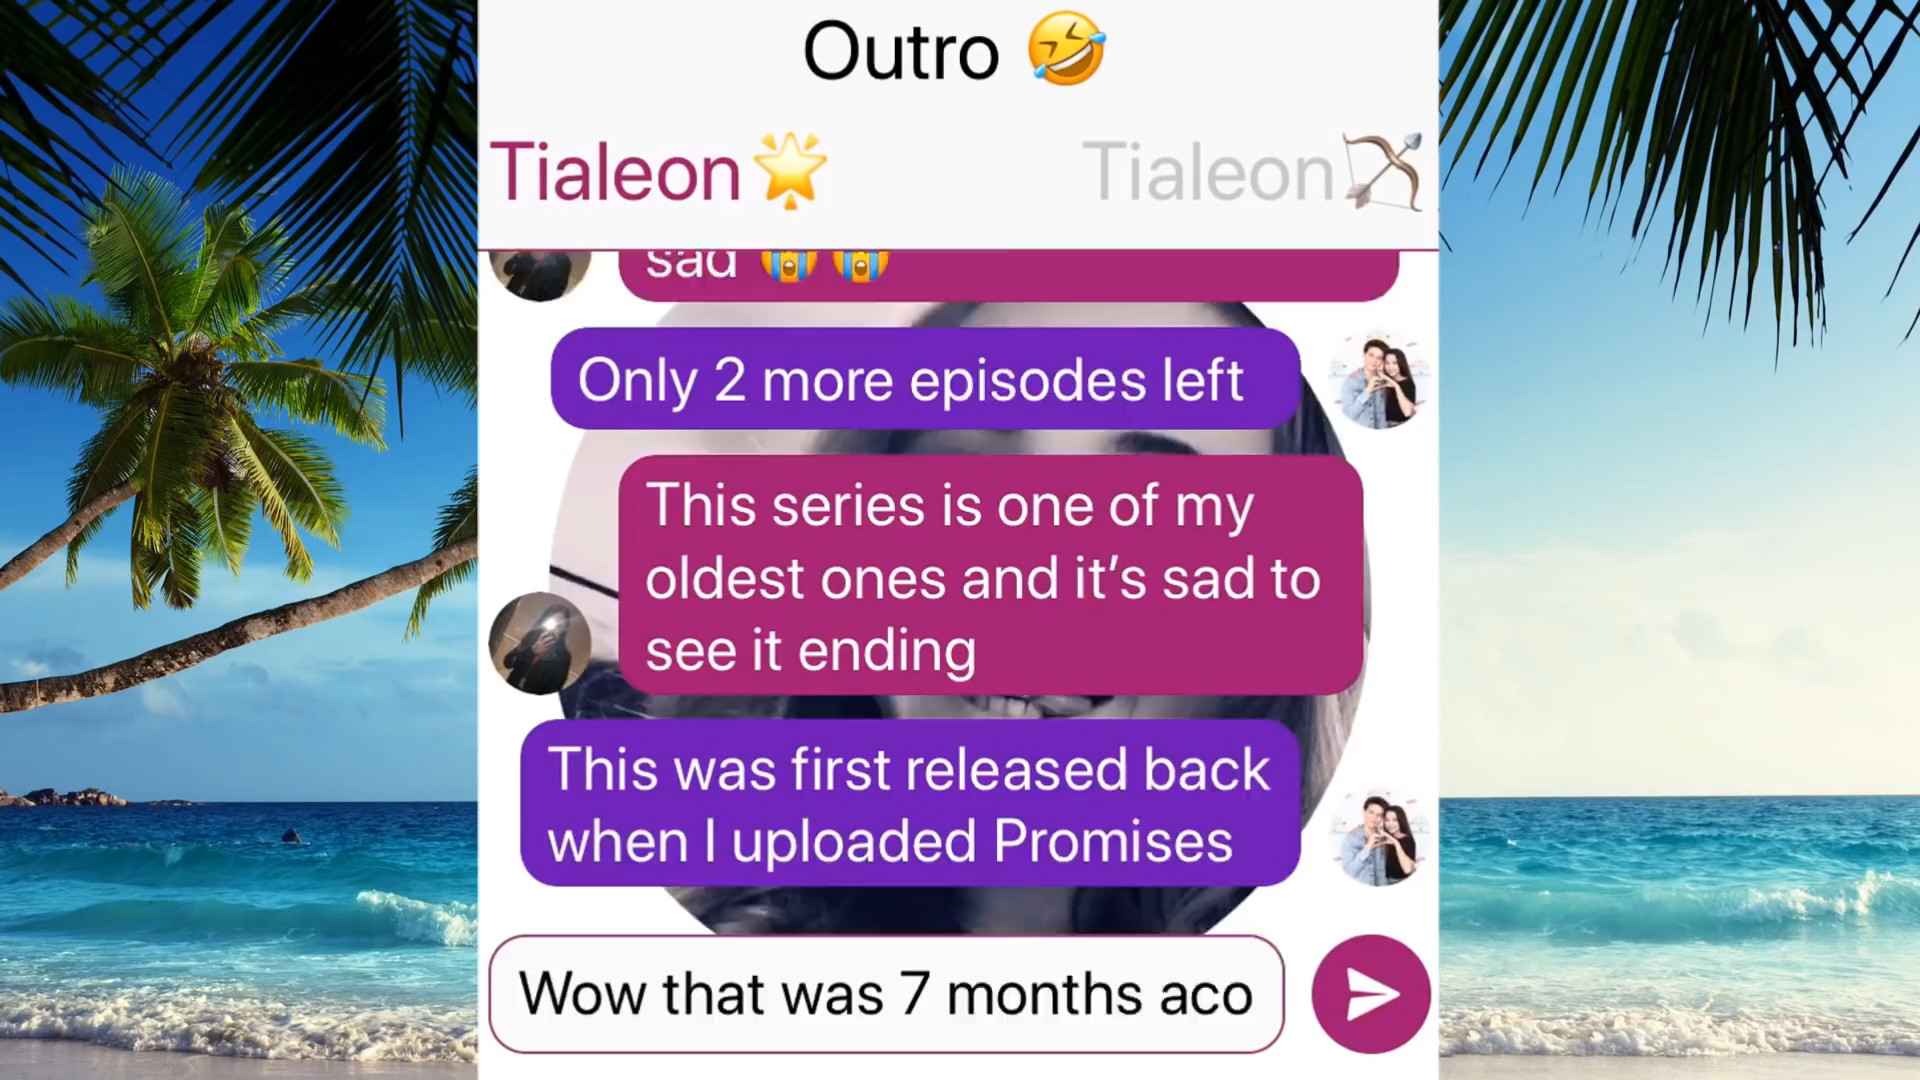 Outro 🤣
Tialeon🌟 Tialeon🏹
sad 😭 😭
Only 2 more episodes left
This series is one of my
oldest ones and it’s sad to
see it ending
This was first released back
when I uploaded Promises
Wow that was 7 months aco